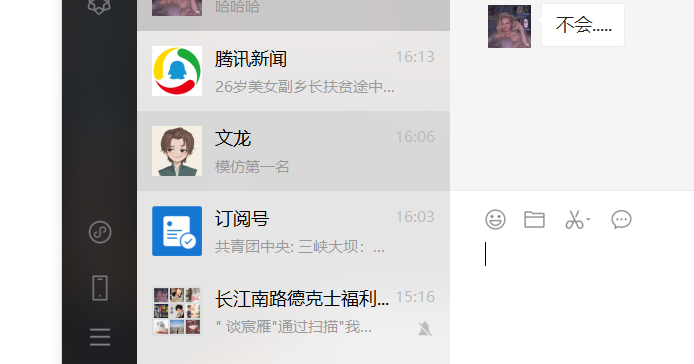 哈哈哈
腾讯新闻 16:13
26岁美女副乡长扶贫途中...
文龙 16:06
模仿第一名
订阅号 16:03
共青团中央: 三峡大坝：...
长江南路德克士福利... 15:16
" 谈宸雁"通过扫描"我...
不会.....